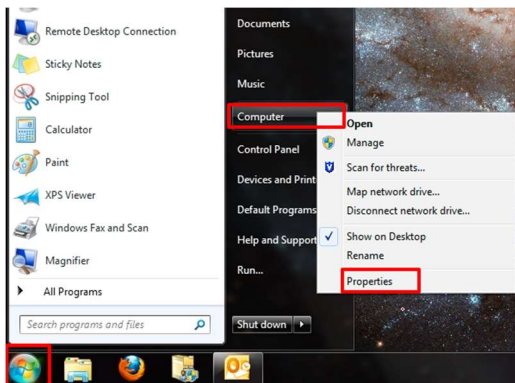 Remote Desktop Connection
Sticky Notes
Snipping Tool
Calculator
Paint
XPS Viewer
Windows Fax and Scan
Magnifier
All Programs
Search programs and files
Documents
Pictures
Music
Computer
Control Panel
Devices and Print
Default Programs
Help and Support
Run...
Shut down
Open
Manage
Scan for threats...
Map network drive...
Disconnect network drive...
Show on Desktop
Rename
Properties